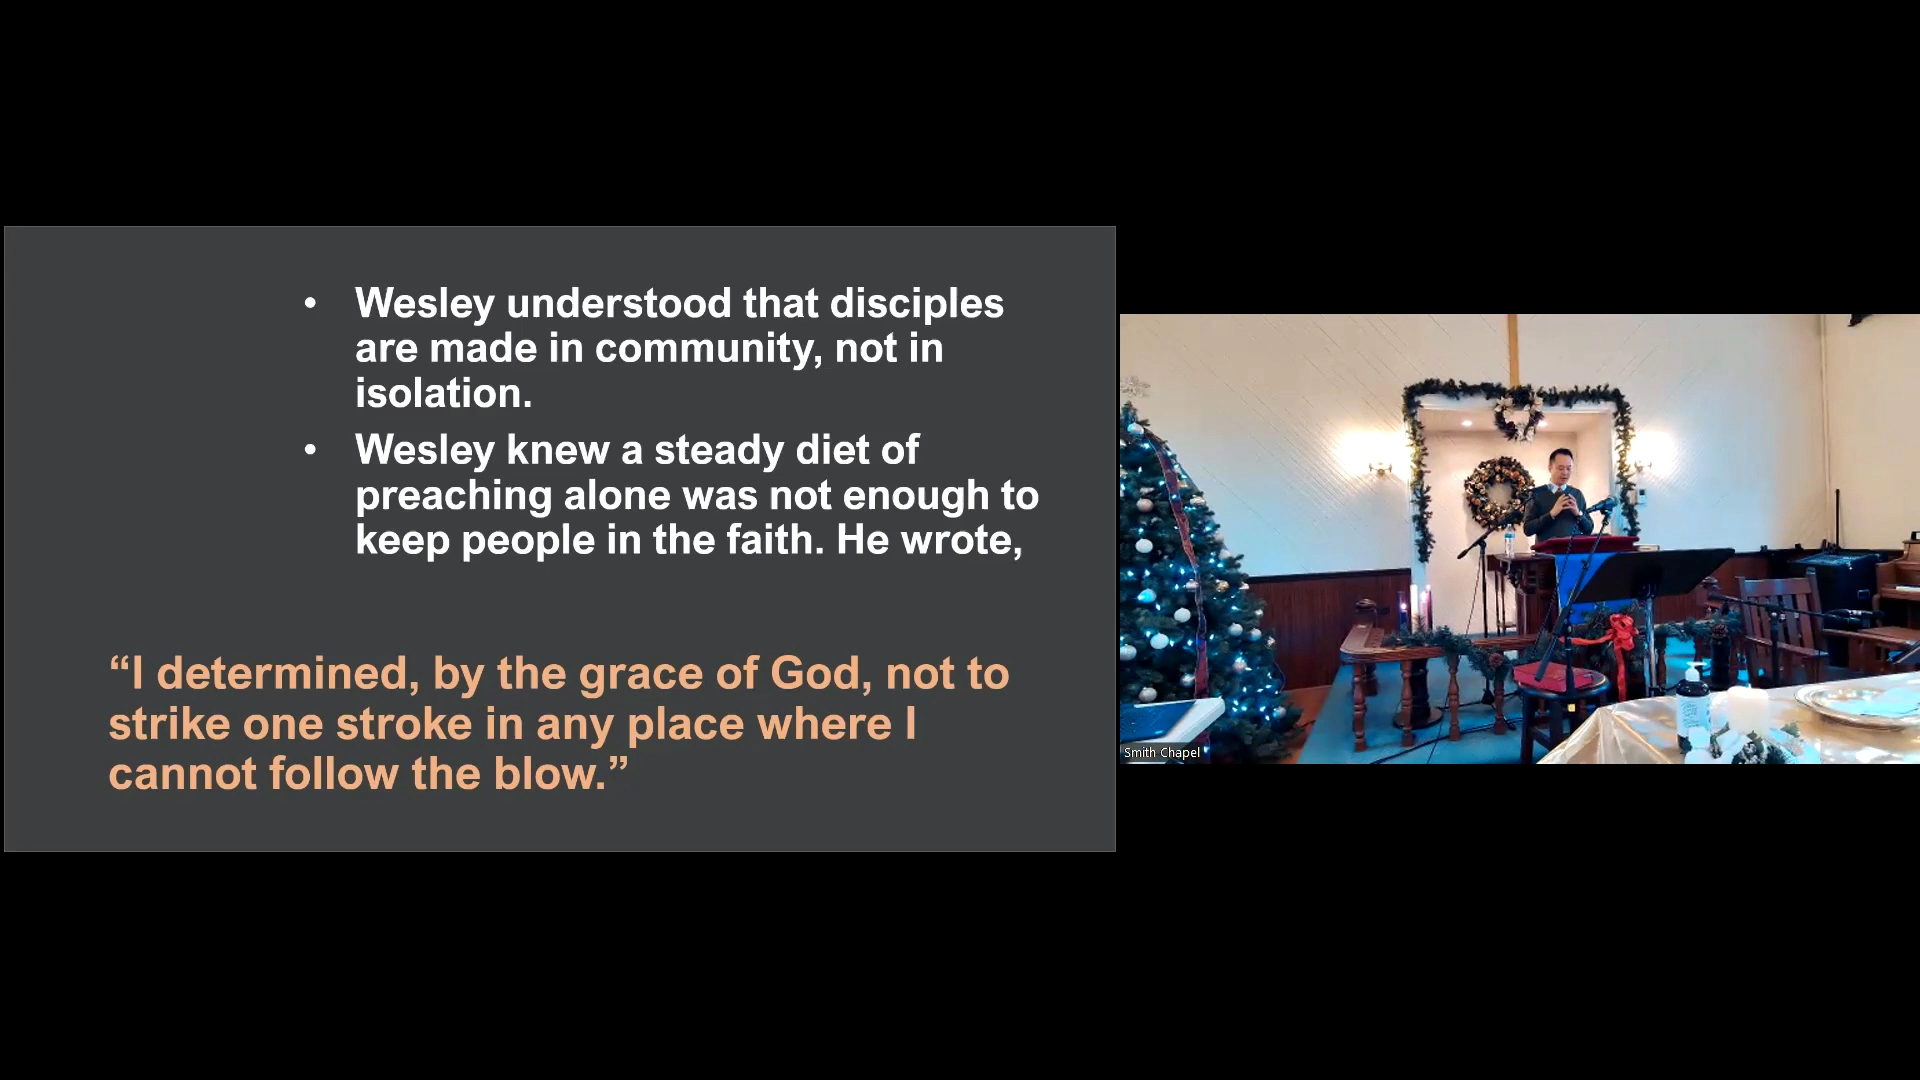 • Wesley understood that disciples
are made in community, not in
isolation.
• Wesley knew a steady diet of
preaching alone was not enough to
keep people in the faith. He wrote,
“I determined, by the grace of God, not to
strike one stroke in any place where I
cannot follow the blow.”
Smith Chapel